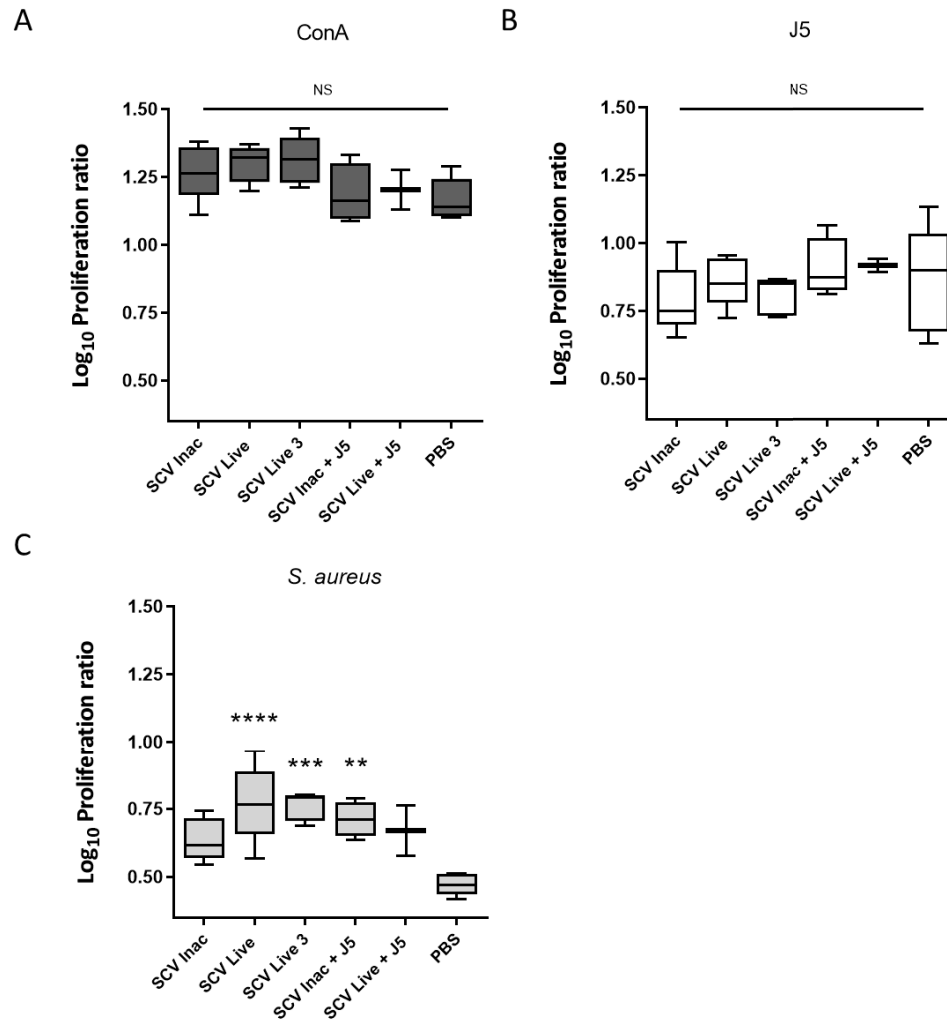 A
ConA
NS
Log10 Proliferation ratio
1.50
1.25
1.00
0.75
0.50
SCV Inac
SCV Live
SCV Live 3
SCV Inac + J5
SCV Live + J5
PBS
B
J5
NS
Log10 Proliferation ratio
1.50
1.25
1.00
0.75
0.50
SCV Inac
SCV Live
SCV Live 3
SCV Inac + J5
SCV Live + J5
PBS
C
S. aureus
Log10 Proliferation ratio
1.50
1.25
1.00
0.75
0.50
****
***
**
SCV Inac
SCV Live
SCV Live 3
SCV Inac + J5
SCV Live + J5
PBS